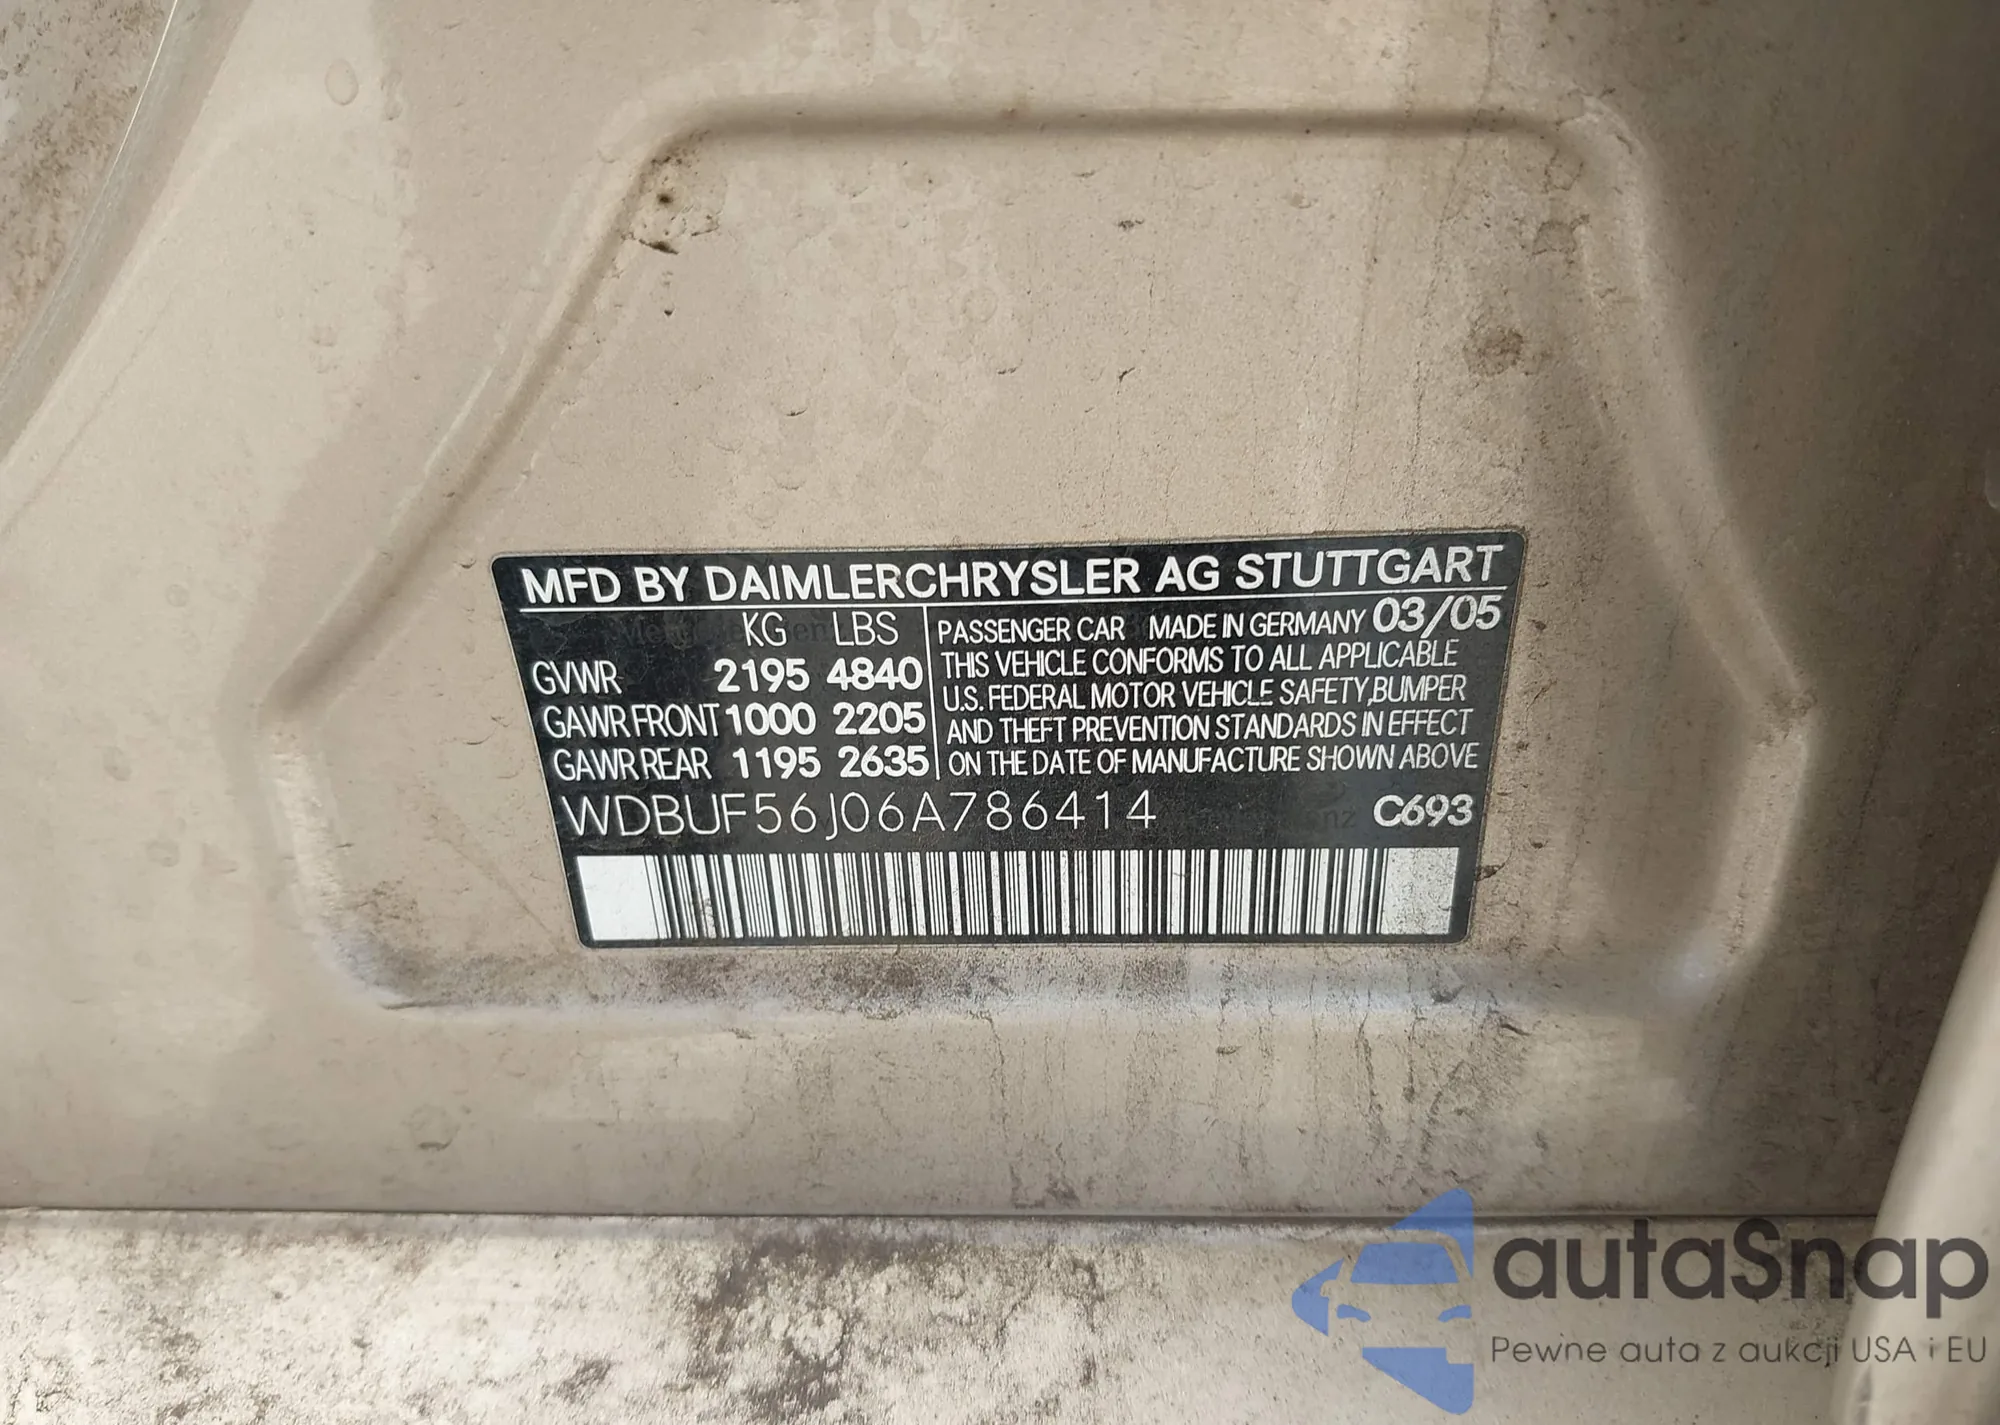 MFD BY DAIMLERCHRYSLER AG STUTTGART
KG LBS
GVWR 2195 4840
GAWR FRONT 1000 2205
GAWR REAR 1195 2635
PASSENGER CAR MADE IN GERMANY 03/05
THIS VEHICLE CONFORMS TO ALL APPLICABLE
U.S. FEDERAL MOTOR VEHICLE SAFETY, BUMPER
AND THEFT PREVENTION STANDARDS IN EFFECT
ON THE DATE OF MANUFACTURE SHOWN ABOVE
WDBUF56J06A786414 C693
autaSnap
Pewne auta z aukcji USA i EU